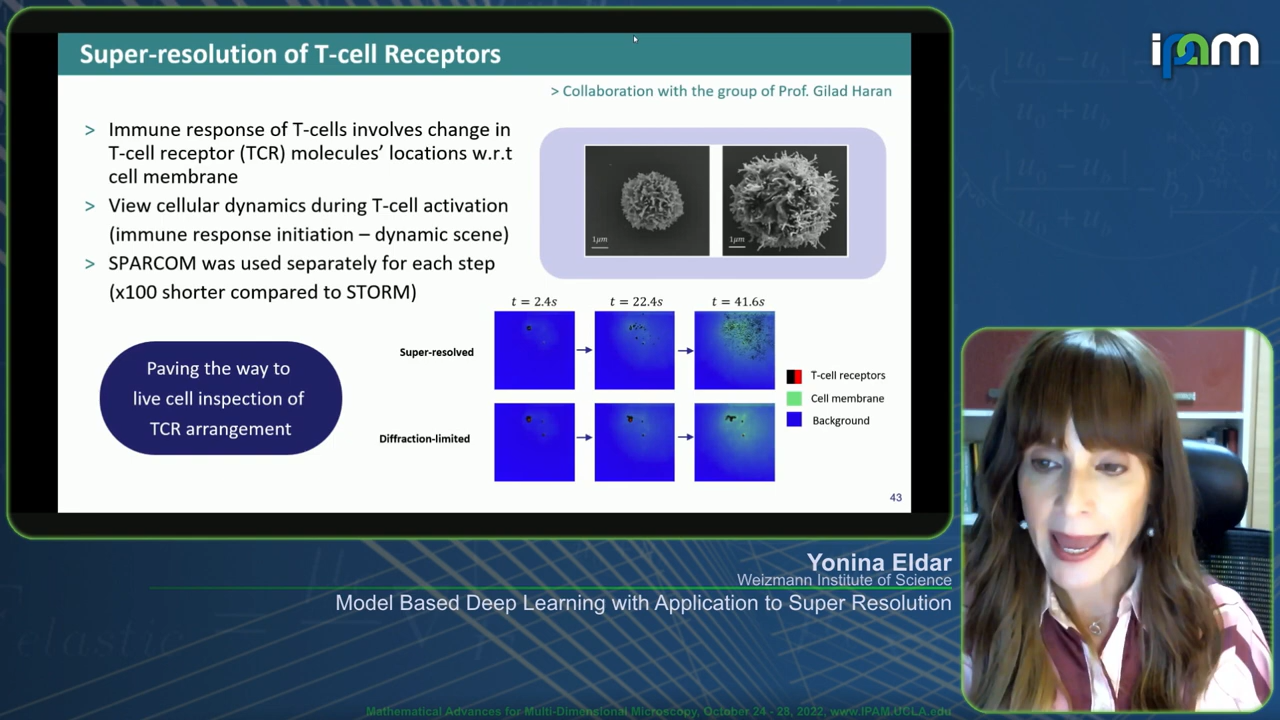 Super-resolution of T-cell Receptors
> Collaboration with the group of Prof. Gilad Haran
> Immune response of T-cells involves change in
T-cell receptor (TCR) molecules' locations w.r.t
cell membrane
> View cellular dynamics during T-cell activation
(immune response initiation – dynamic scene)
> SPARCOM was used separately for each step
(x100 shorter compared to STORM)
1μm
1μm
t = 2.4s
t = 22.4s
t = 41.6s
Super-resolved
Diffraction-limited
T-cell receptors
Cell membrane
Background
Paving the way to
live cell inspection of
TCR arrangement
43
ipam
Yonina Eldar
Weizmann Institute of Science
Model Based Deep Learning with Application to Super Resolution
elastic
Mathematical Advances for Multi-Dimensional Microscopy, October 24 - 28, 2022, www.IPAM.UCLA.edu